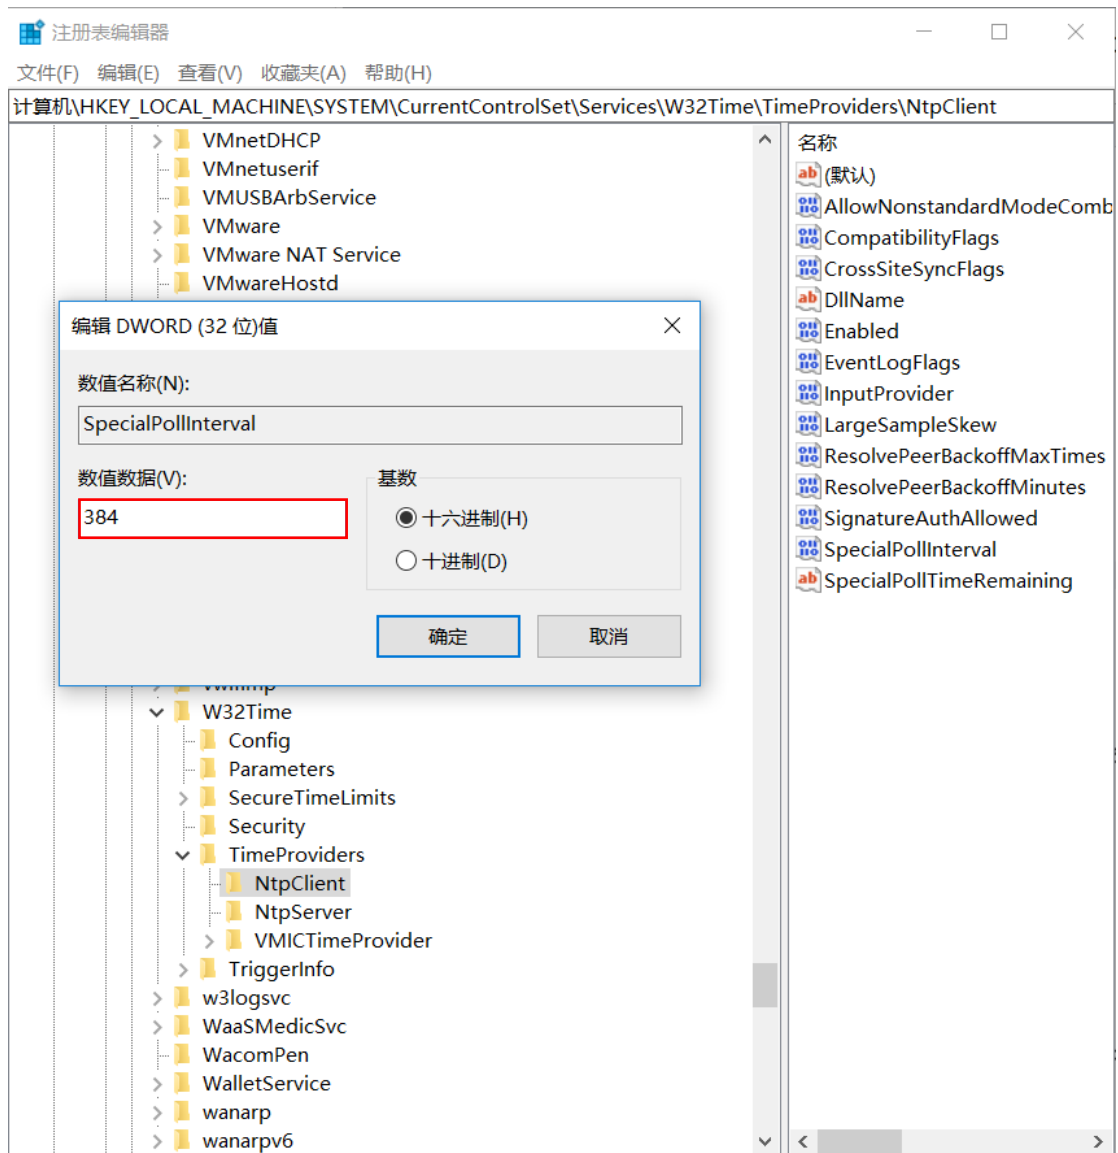 注册表编辑器
文件(F) 编辑(E) 查看(V) 收藏夹(A) 帮助(H)
计算机\HKEY_LOCAL_MACHINE\SYSTEM\CurrentControlSet\Services\W32Time\TimeProviders\NtpClient
VMnetDHCP
VMnetuserif
VMUSBArbService
VMware
VMware NAT Service
VMwareHostd
编辑 DWORD (32 位)值
数值名称(N):
SpecialPollInterval
数值数据(V):
384
基数
十六进制(H)
十进制(D)
确定
取消
W32Time
Config
Parameters
SecureTimeLimits
Security
TimeProviders
NtpClient
NtpServer
VMICTimeProvider
TriggerInfo
w3logsvc
WaaSMedicSvc
WacomPen
WalletService
wanarp
wanarpv6
名称
(默认)
AllowNonstandardModeComb
CompatibilityFlags
CrossSiteSyncFlags
DllName
Enabled
EventLogFlags
InputProvider
LargeSampleSkew
ResolvePeerBackoffMaxTimes
ResolvePeerBackoffMinutes
SignatureAuthAllowed
SpecialPollInterval
SpecialPollTimeRemaining